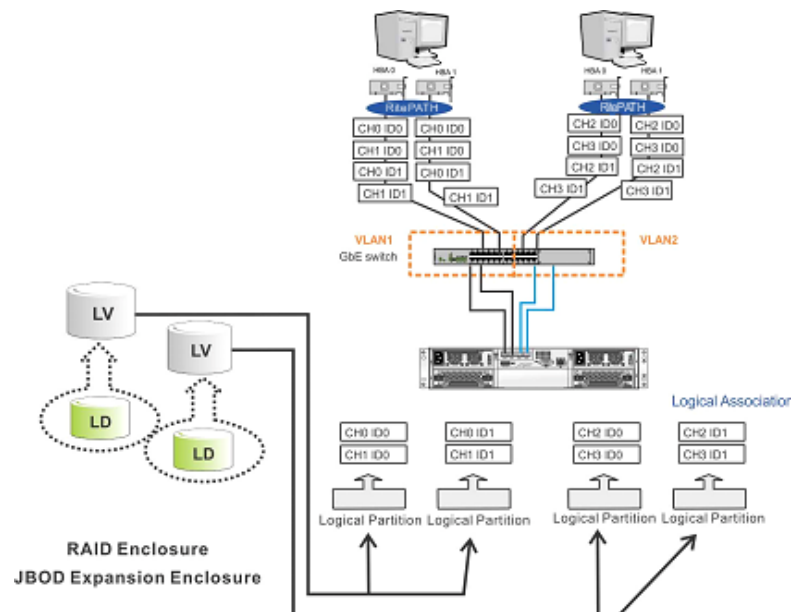 HBA 0
HBA 1
HBA 0
HBA 1
RitePATH
RitePATH
CH0 ID0
CH0 ID0
CH2 ID0
CH2 ID0
CH1 ID0
CH1 ID0
CH3 ID0
CH3 ID0
CH0 ID1
CH0 ID1
CH2 ID1
CH2 ID1
CH1 ID1
CH1 ID1
CH3 ID1
CH3 ID1
VLAN1
VLAN2
GbE switch
LV
LV
LD
LD
Logical Association
CH0 ID0
CH0 ID1
CH2 ID0
CH2 ID1
CH1 ID0
CH1 ID1
CH3 ID0
CH3 ID1
Logical Partition
Logical Partition
Logical Partition
Logical Partition
RAID Enclosure
JBOD Expansion Enclosure